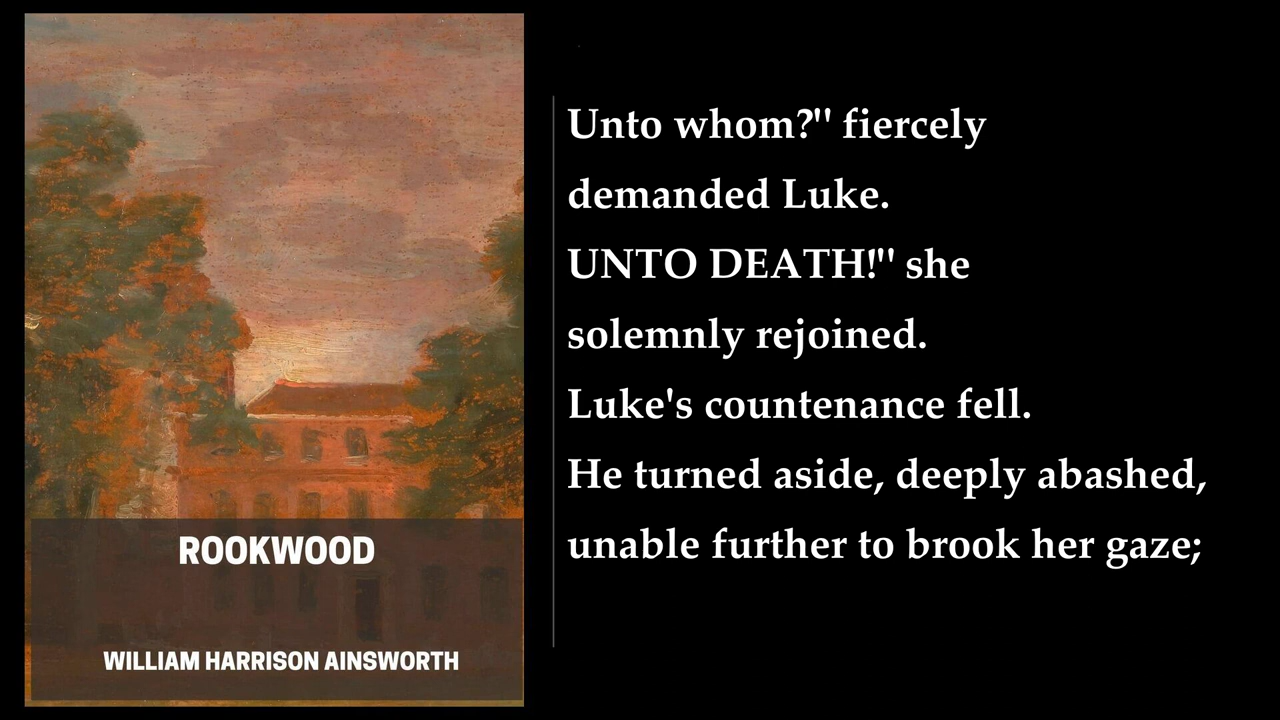 ROOKWOOD
WILLIAM HARRISON AINSWORTH
Unto whom?" fiercely
demanded Luke.
UNTO DEATH!" she
solemnly rejoined.
Luke's countenance fell.
He turned aside, deeply abashed,
unable further to brook her gaze;